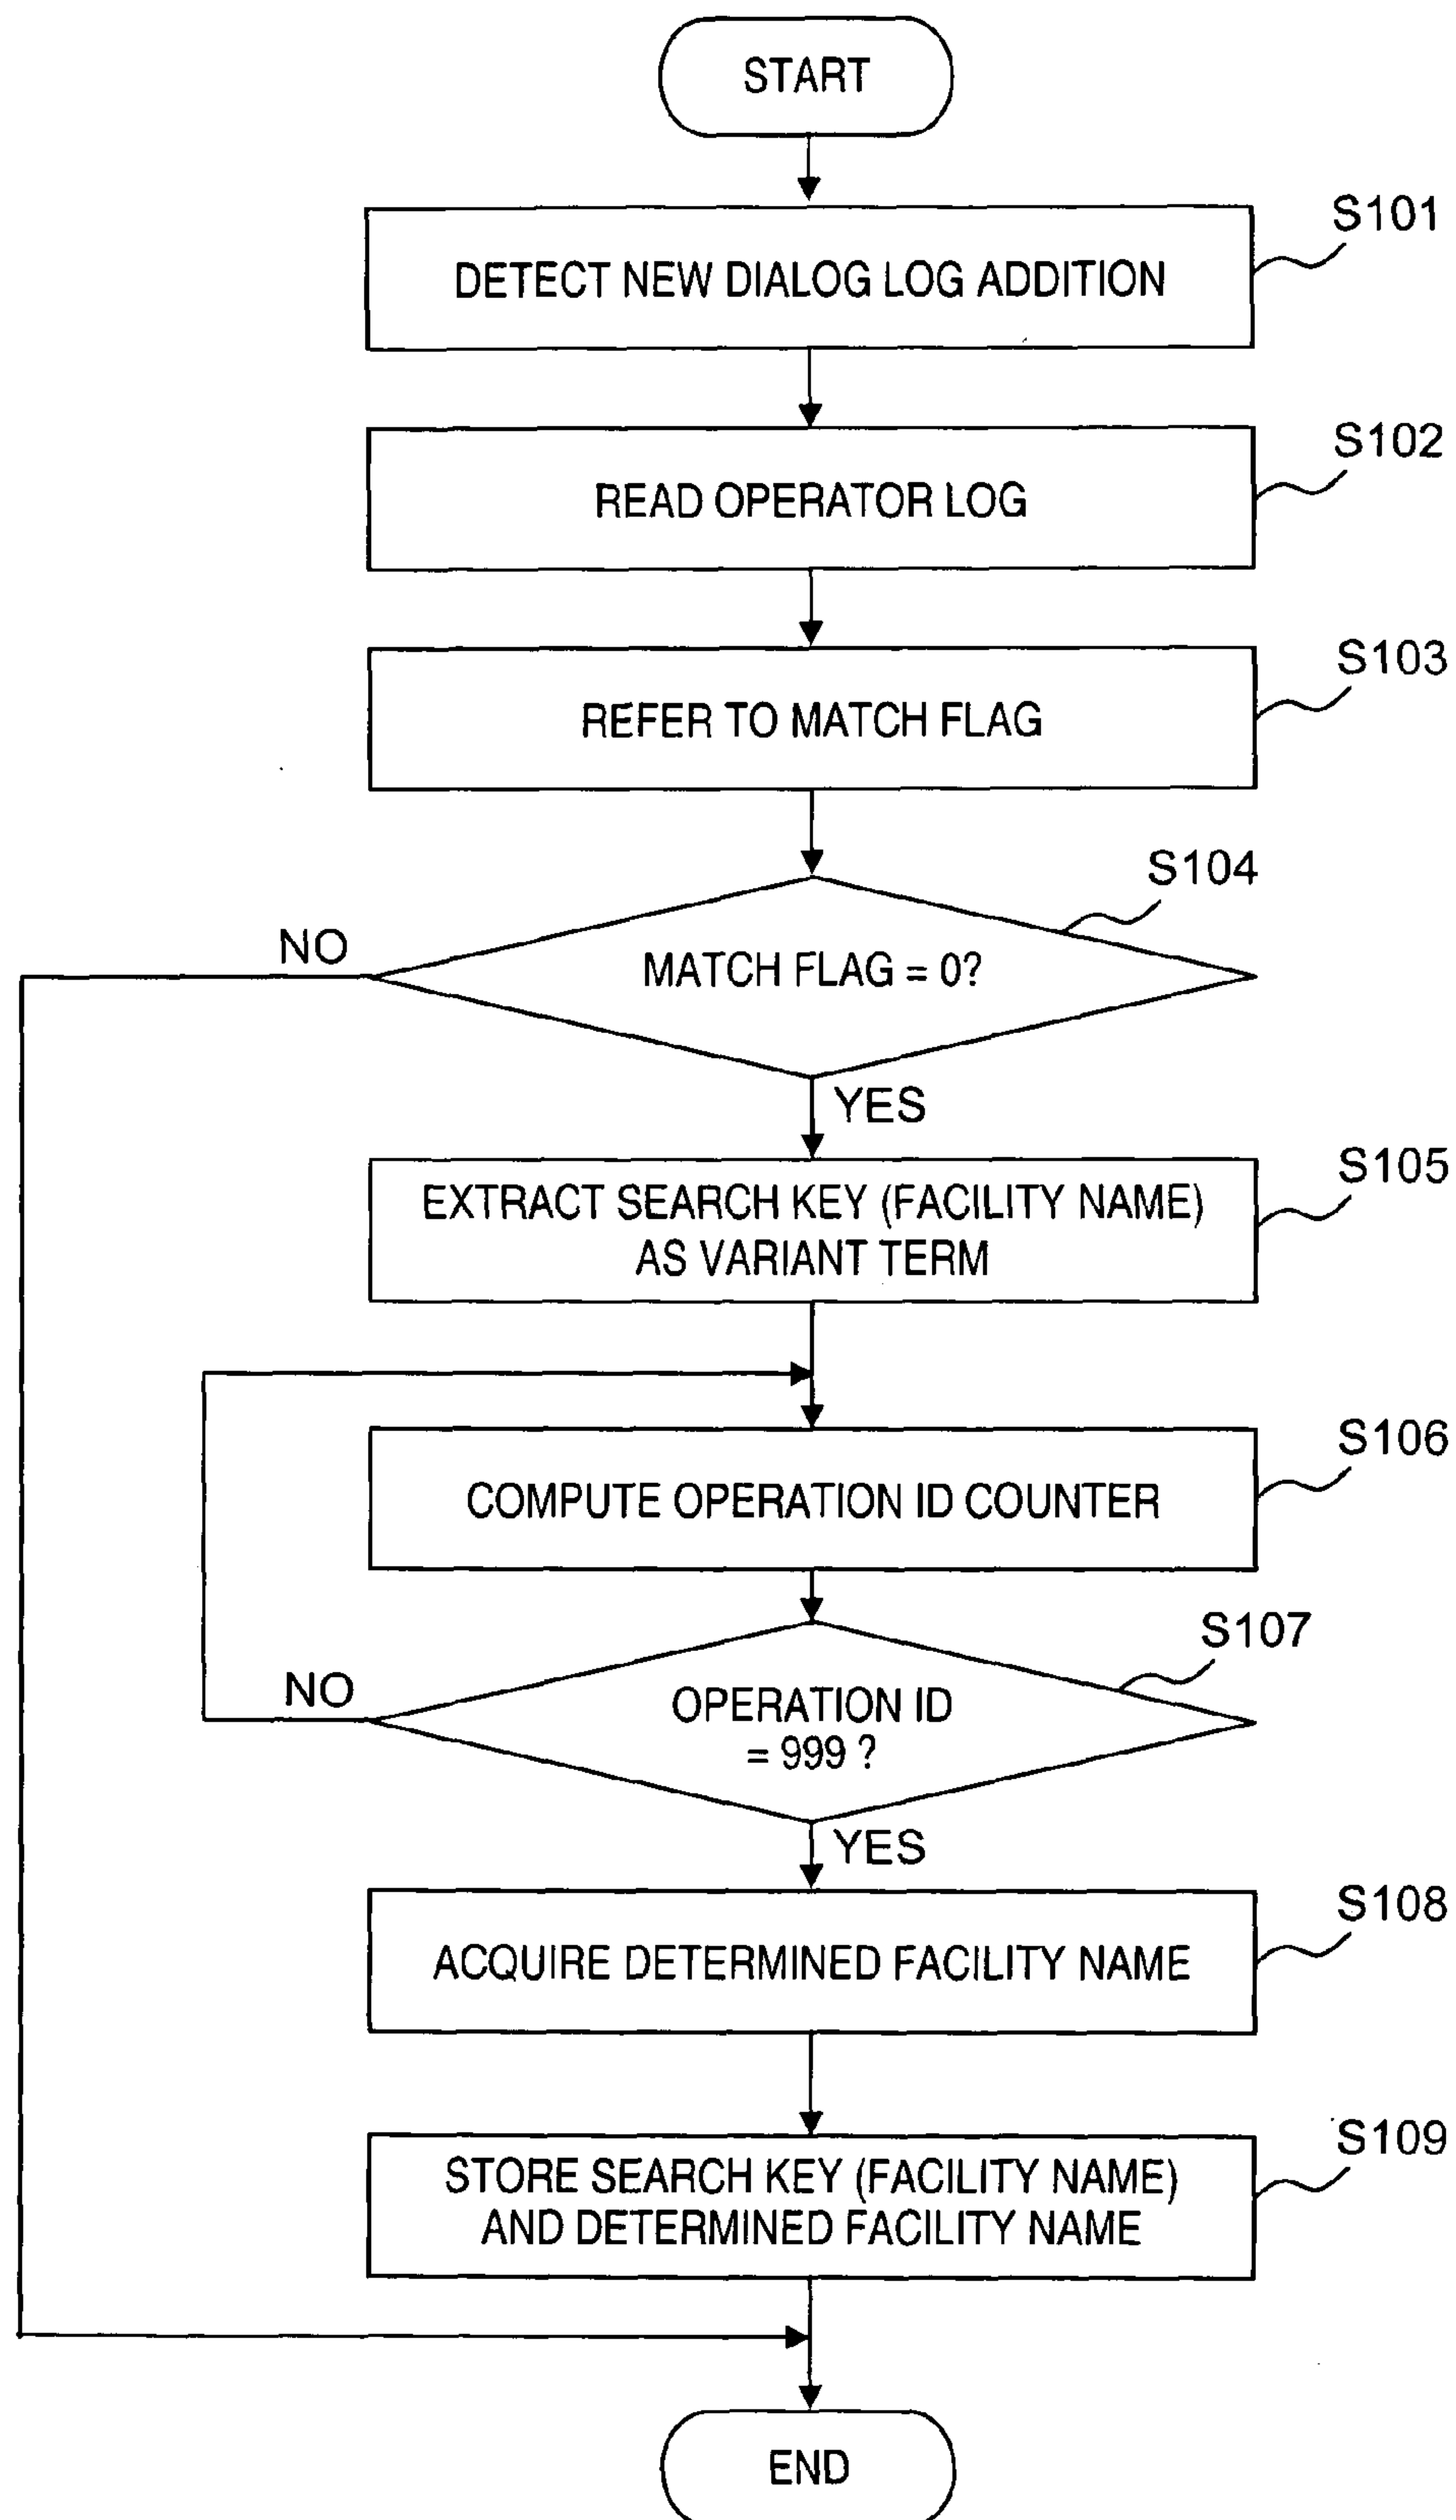 START
S101
DETECT NEW DIALOG LOG ADDITION
S102
READ OPERATOR LOG
S103
REFER TO MATCH FLAG
S104
NO
MATCH FLAG = 0?
YES
S105
EXTRACT SEARCH KEY (FACILITY NAME)
AS VARIANT TERM
S106
COMPUTE OPERATION ID COUNTER
S107
NO
OPERATION ID
= 999 ?
YES
S108
ACQUIRE DETERMINED FACILITY NAME
S109
STORE SEARCH KEY (FACILITY NAME)
AND DETERMINED FACILITY NAME
END